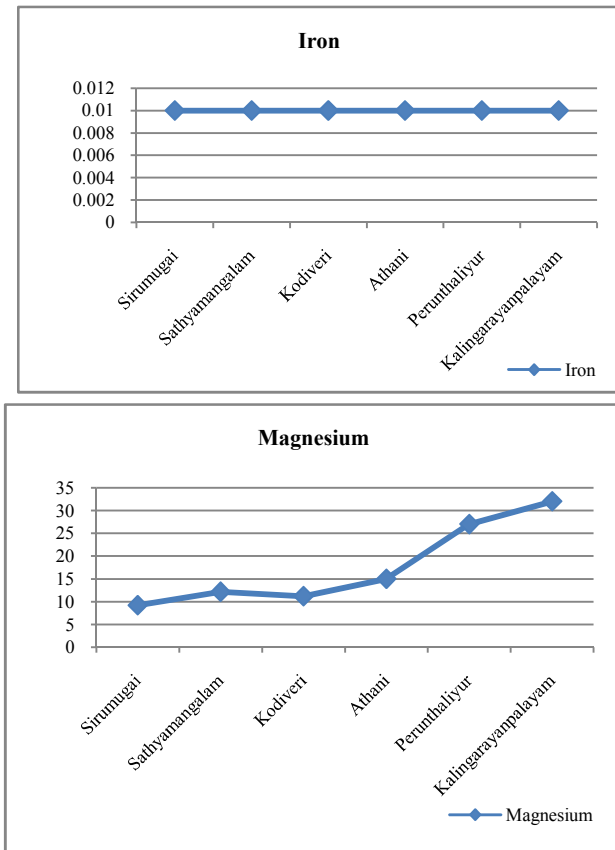 Iron
0.012
0.01
0.008
0.006
0.004
0.002
0
Sirumugai
Sathyamangalam
Kodiveri
Athani
Perunthaliyur
Kalingarayanpalayam
Iron
Magnesium
35
30
25
20
15
10
5
0
Sirumugai
Sathyamangalam
Kodiveri
Athani
Perunthaliyur
Kalingarayanpalayam
Magnesium